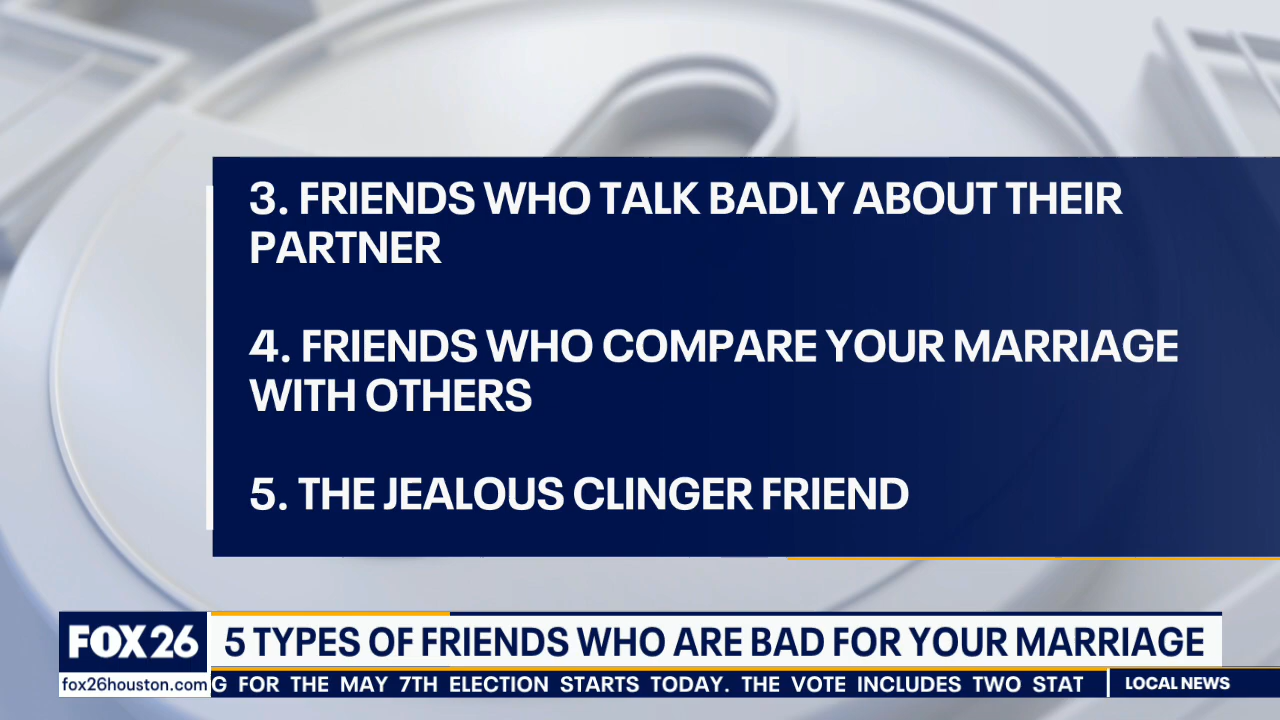 3. FRIENDS WHO TALK BADLY ABOUT THEIR
PARTNER
4. FRIENDS WHO COMPARE YOUR MARRIAGE
WITH OTHERS
5. THE JEALOUS CLINGER FRIEND
FOX 26
5 TYPES OF FRIENDS WHO ARE BAD FOR YOUR MARRIAGE
fox26houston.com
G FOR THE MAY 7TH ELECTION STARTS TODAY. THE VOTE INCLUDES TWO STAT
LOCAL NEWS